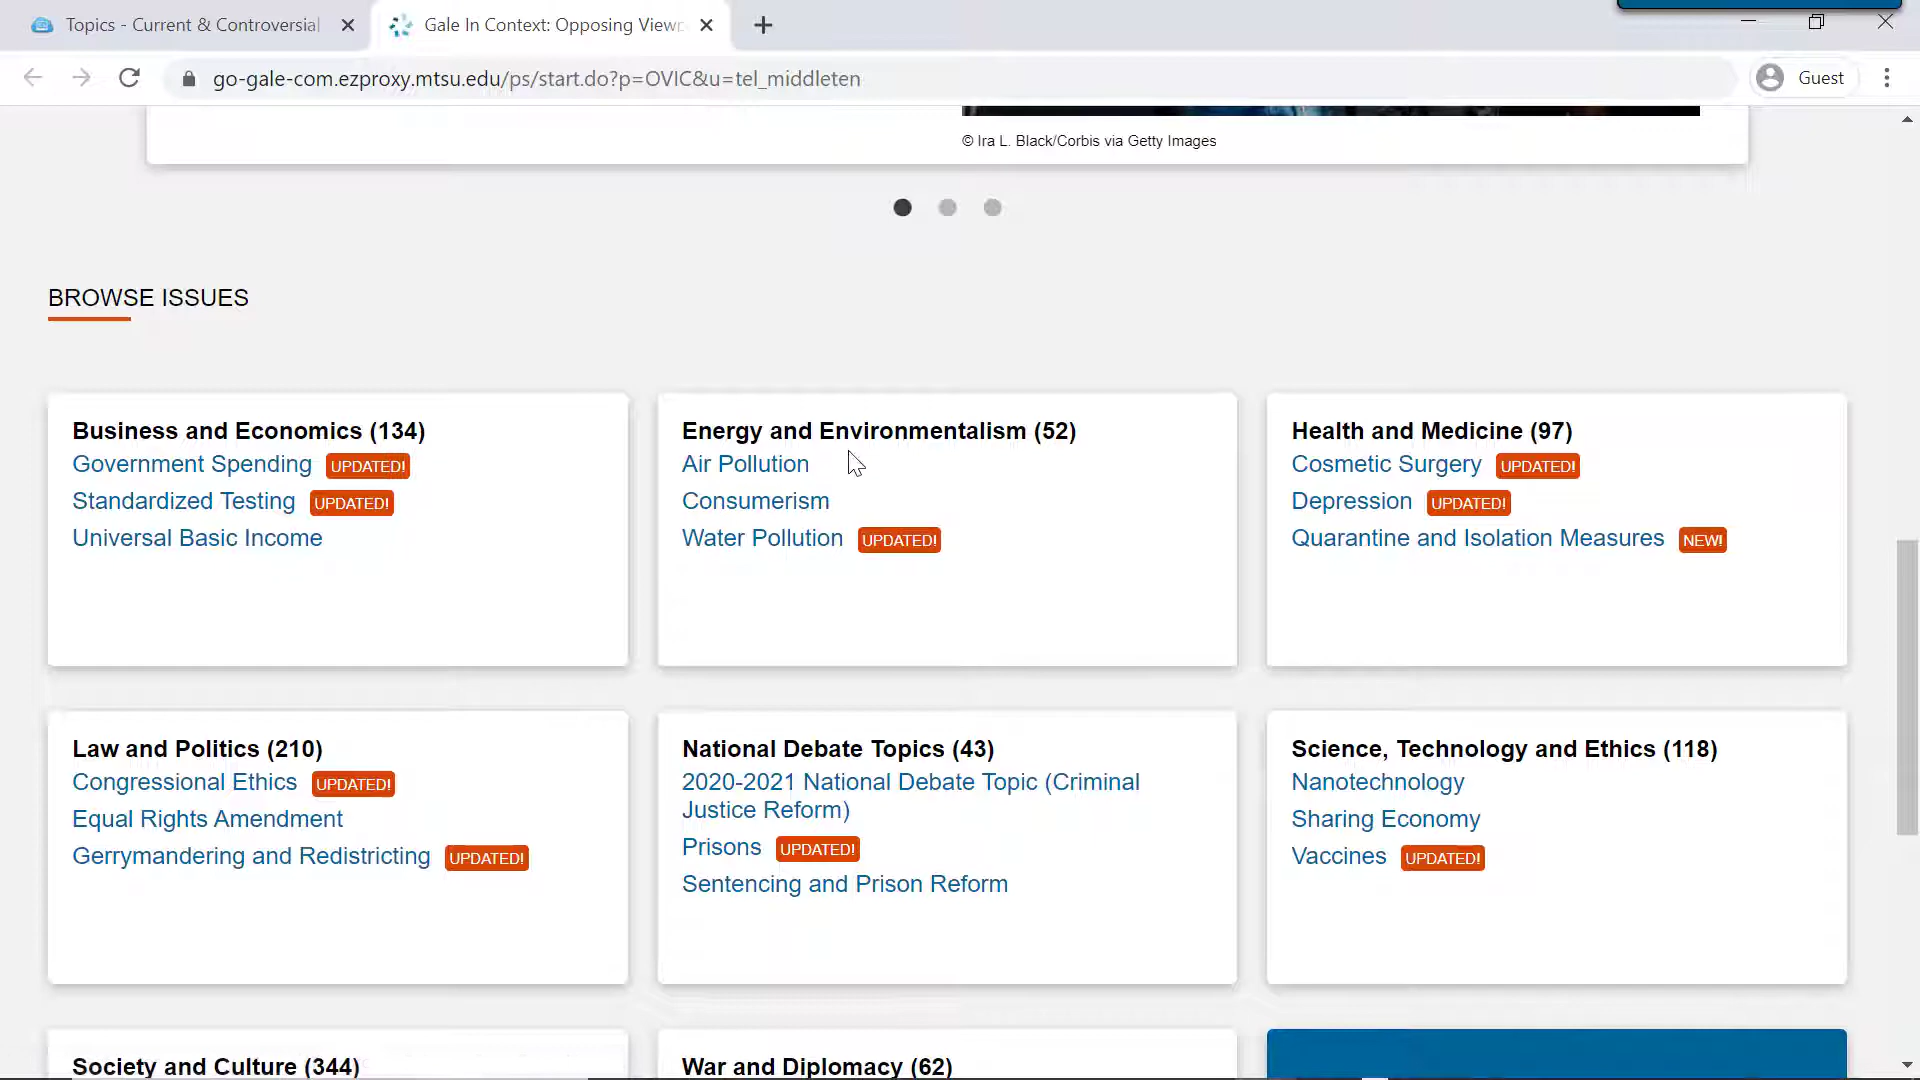 Topics - Current & Controversial
Gale In Context: Opposing Viewp
go-gale-com.ezproxy.mtsu.edu/ps/start.do?p=OVIC&u=tel_middleten
Guest
© Ira L. Black/Corbis via Getty Images
BROWSE ISSUES
Business and Economics (134)
Government Spending UPDATED!
Standardized Testing UPDATED!
Universal Basic Income
Energy and Environmentalism (52)
Air Pollution
Consumerism
Water Pollution UPDATED!
Health and Medicine (97)
Cosmetic Surgery UPDATED!
Depression UPDATED!
Quarantine and Isolation Measures NEW!
Law and Politics (210)
Congressional Ethics UPDATED!
Equal Rights Amendment
Gerrymandering and Redistricting UPDATED!
National Debate Topics (43)
2020-2021 National Debate Topic (Criminal
Justice Reform)
Prisons UPDATED!
Sentencing and Prison Reform
Science, Technology and Ethics (118)
Nanotechnology
Sharing Economy
Vaccines UPDATED!
Society and Culture (344)
War and Diplomacy (62)